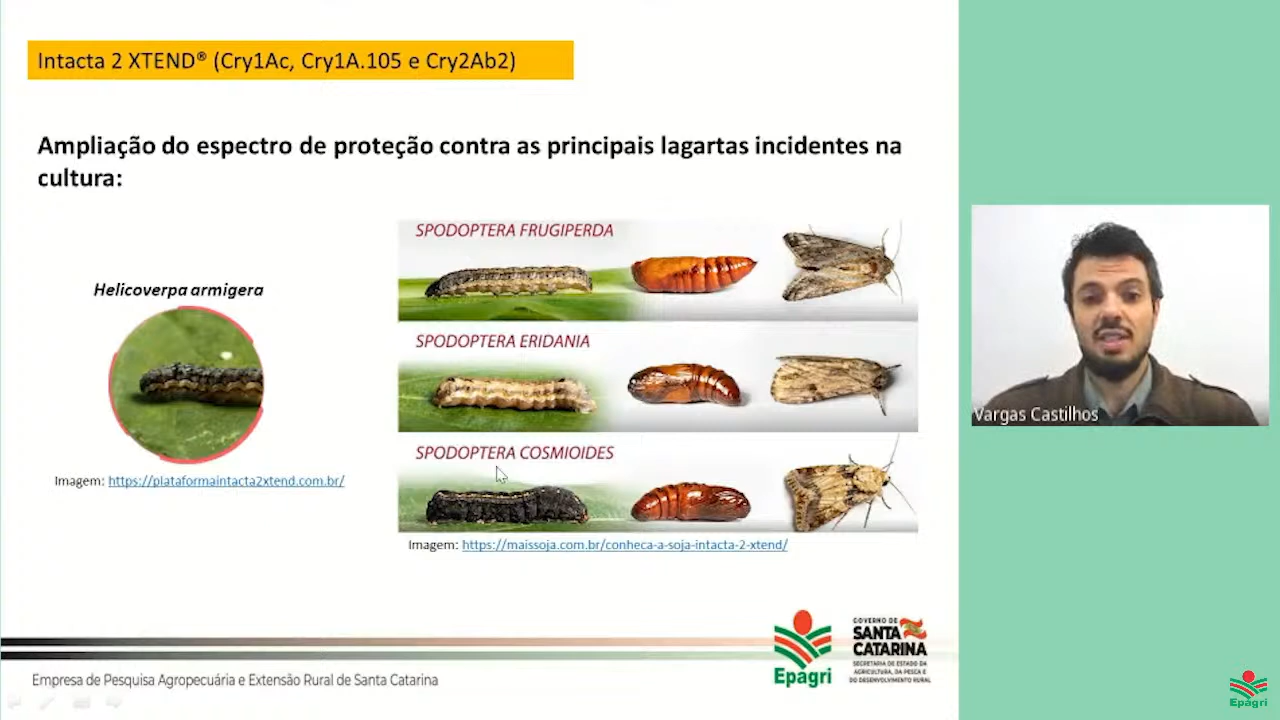 Intacta 2 XTEND® (Cry1Ac, Cry1A.105 e Cry2Ab2)
Ampliação do espectro de proteção contra as principais lagartas incidentes na
cultura:
Helicoverpa armigera
Imagem: https://plataformaintacta2xtend.com.br/
SPODOPTERA FRUGIPERDA
SPODOPTERA ERIDANIA
SPODOPTERA COSMIOIDES
Imagem: https://maissoja.com.br/conheca-a-soja-intacta-2-xtend/
Vargas Castilhos
Empresa de Pesquisa Agropecuária e Extensão Rural de Santa Catarina
Epagri
GOVERNO DE
SANTA
CATARINA
SECRETARIA DE ESTADO DA
AGRICULTURA, DA PESCA E
DO DESENVOLVIMENTO RURAL
Epagri